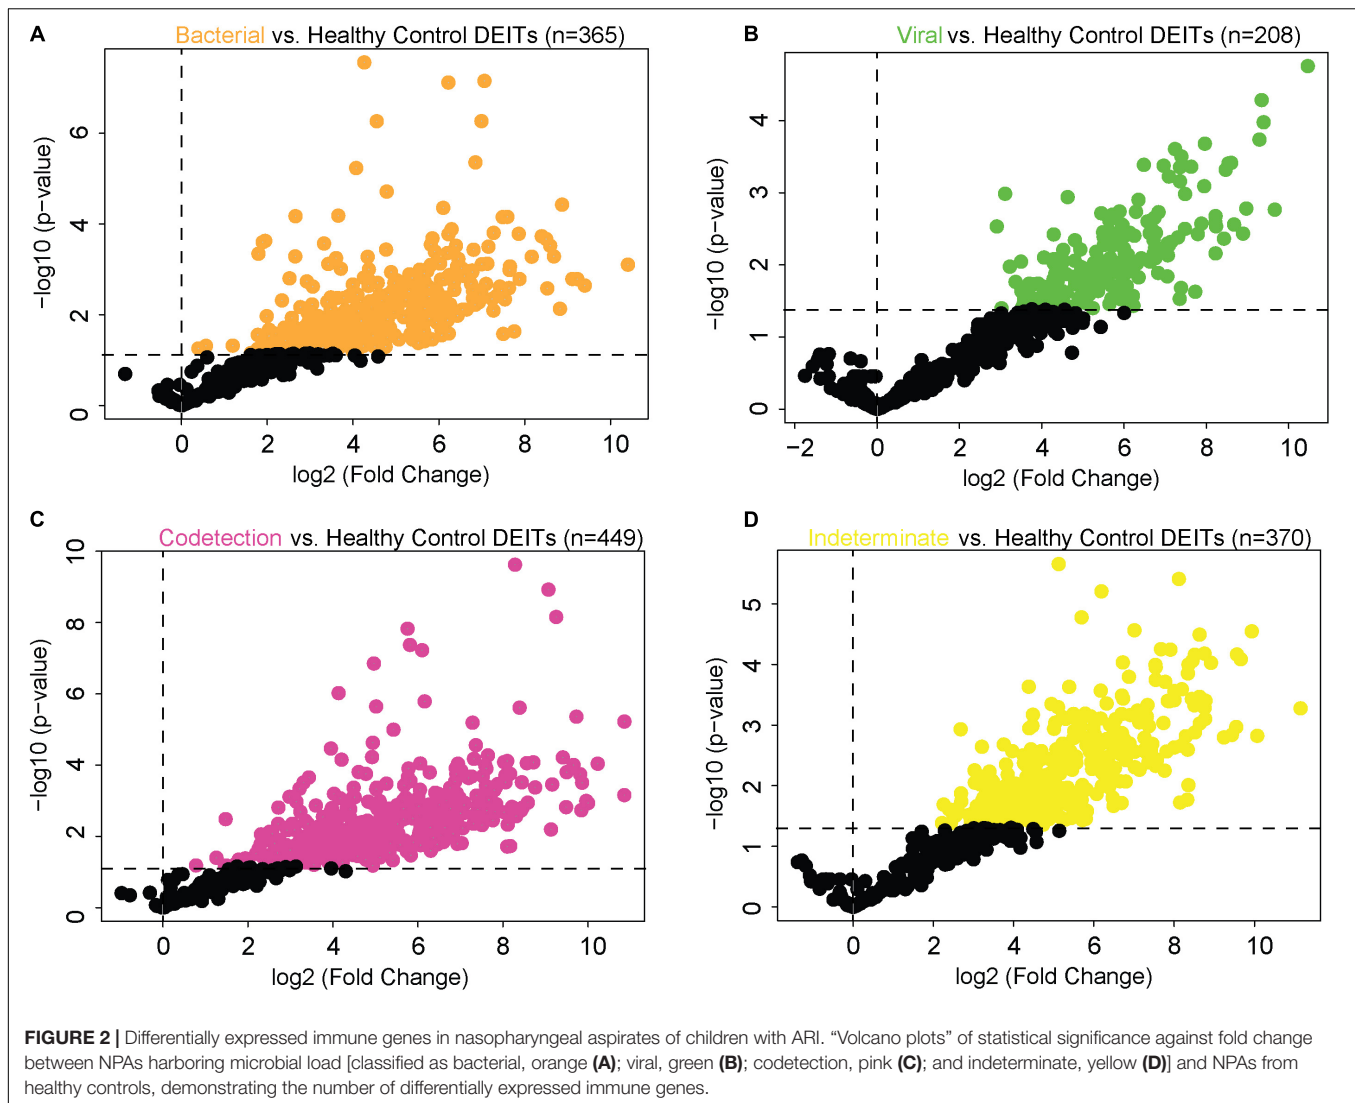 A
Bacterial vs. Healthy Control DEITs (n=365)
−log10 (p−value)
6
4
2
0
0 2 4 6 8 10
log2 (Fold Change)
B
Viral vs. Healthy Control DEITs (n=208)
−log10 (p−value)
4
3
2
1
0
−2 0 2 4 6 8 10
log2 (Fold Change)
C
Codetection vs. Healthy Control DEITs (n=449)
−log10 (p−value)
10
8
6
4
2
0
0 2 4 6 8 10
log2 (Fold Change)
D
Indeterminate vs. Healthy Control DEITs (n=370)
−log10 (p−value)
5
4
3
2
1
0
0 2 4 6 8 10
log2 (Fold Change)
FIGURE 2 | Differentially expressed immune genes in nasopharyngeal aspirates of children with ARI. “Volcano plots” of statistical significance against fold change
between NPAs harboring microbial load [classified as bacterial, orange (A); viral, green (B); codetection, pink (C); and indeterminate, yellow (D)] and NPAs from
healthy controls, demonstrating the number of differentially expressed immune genes.